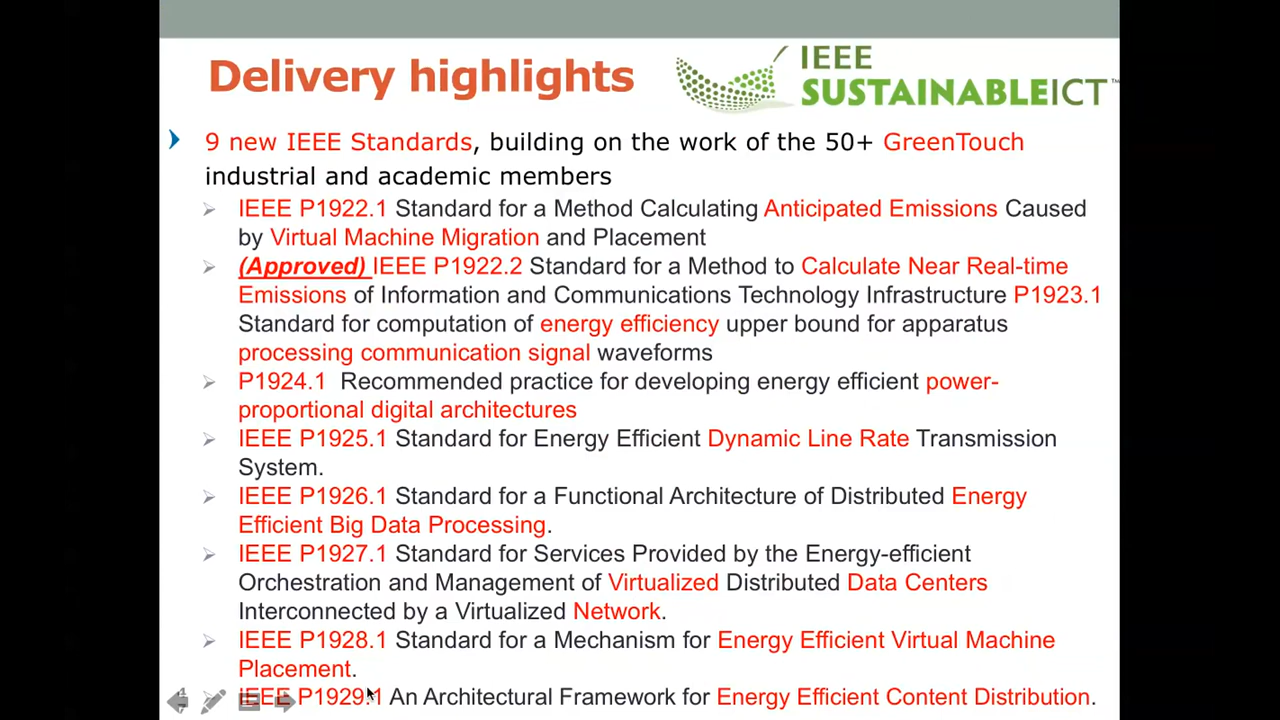 Delivery highlights
IEEE
SUSTAINABLEICT™
9 new IEEE Standards, building on the work of the 50+ GreenTouch
industrial and academic members
IEEE P1922.1 Standard for a Method Calculating Anticipated Emissions Caused
by Virtual Machine Migration and Placement
(Approved) IEEE P1922.2 Standard for a Method to Calculate Near Real-time
Emissions of Information and Communications Technology Infrastructure P1923.1
Standard for computation of energy efficiency upper bound for apparatus
processing communication signal waveforms
P1924.1 Recommended practice for developing energy efficient power-
proportional digital architectures
IEEE P1925.1 Standard for Energy Efficient Dynamic Line Rate Transmission
System.
IEEE P1926.1 Standard for a Functional Architecture of Distributed Energy
Efficient Big Data Processing.
IEEE P1927.1 Standard for Services Provided by the Energy-efficient
Orchestration and Management of Virtualized Distributed Data Centers
Interconnected by a Virtualized Network.
IEEE P1928.1 Standard for a Mechanism for Energy Efficient Virtual Machine
Placement.
IEEE P1929.1 An Architectural Framework for Energy Efficient Content Distribution.